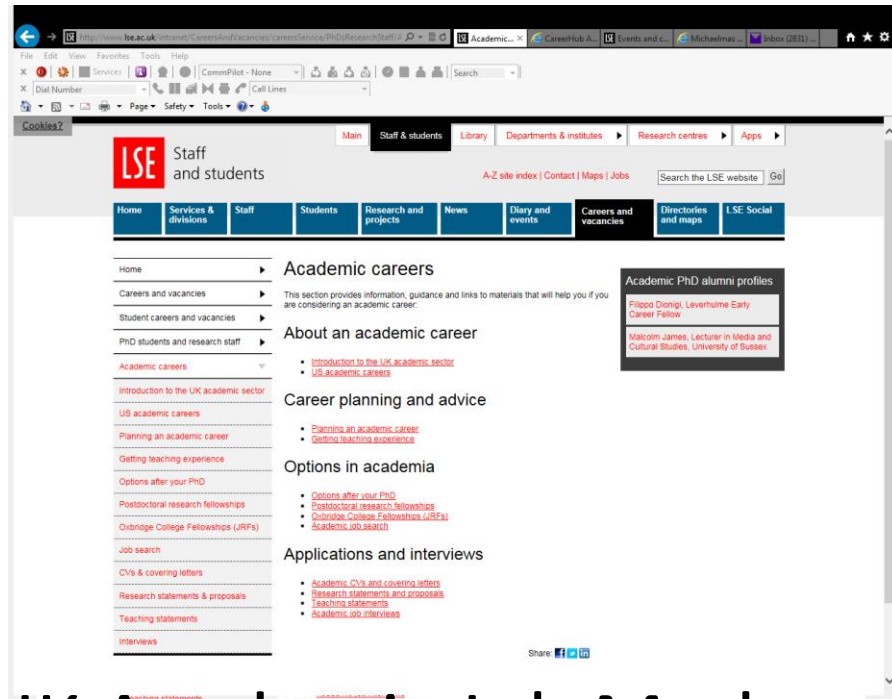 http://www.lse.ac.uk/intranet/CareersAndVacancies/careersService/PhDsResearchStaff/A
Academic...
CareerHub A...
Events and c...
Michaelmas ...
Inbox (2831) ...
File Edit View Favorites Tools Help
Services
CommPilot - None
Search
Dial Number
Call Lines
Page Safety Tools
Cookies?
LSE Staff and students
Main Staff & students Library Departments & institutes Research centres Apps
A-Z site index | Contact | Maps | Jobs
Search the LSE website Go
Home
Services & divisions
Staff
Students
Research and projects
News
Diary and events
Careers and vacancies
Directories and maps
LSE Social
Home
Careers and vacancies
Student careers and vacancies
PhD students and research staff
Academic careers
Introduction to the UK academic sector
US academic careers
Planning an academic career
Getting teaching experience
Options after your PhD
Postdoctoral research fellowships
Oxbridge College Fellowships (JRFs)
Job search
CVs & covering letters
Research statements & proposals
Teaching statements
Interviews
Academic careers
This section provides information, guidance and links to materials that will help you if you
are considering an academic career:
About an academic career
Introduction to the UK academic sector
US academic careers
Career planning and advice
Planning an academic career
Getting teaching experience
Options in academia
Options after your PhD
Postdoctoral research fellowships
Oxbridge College Fellowships (JRFs)
Academic job search
Applications and interviews
Academic CVs and covering letters
Research statements and proposals
Teaching statements
Academic job interviews
Share:
Academic PhD alumni profiles
Filippo Dionigi, Leverhulme Early
Career Fellow
Malcolm James, Lecturer in Media and
Cultural Studies, University of Sussex
Teaching statements